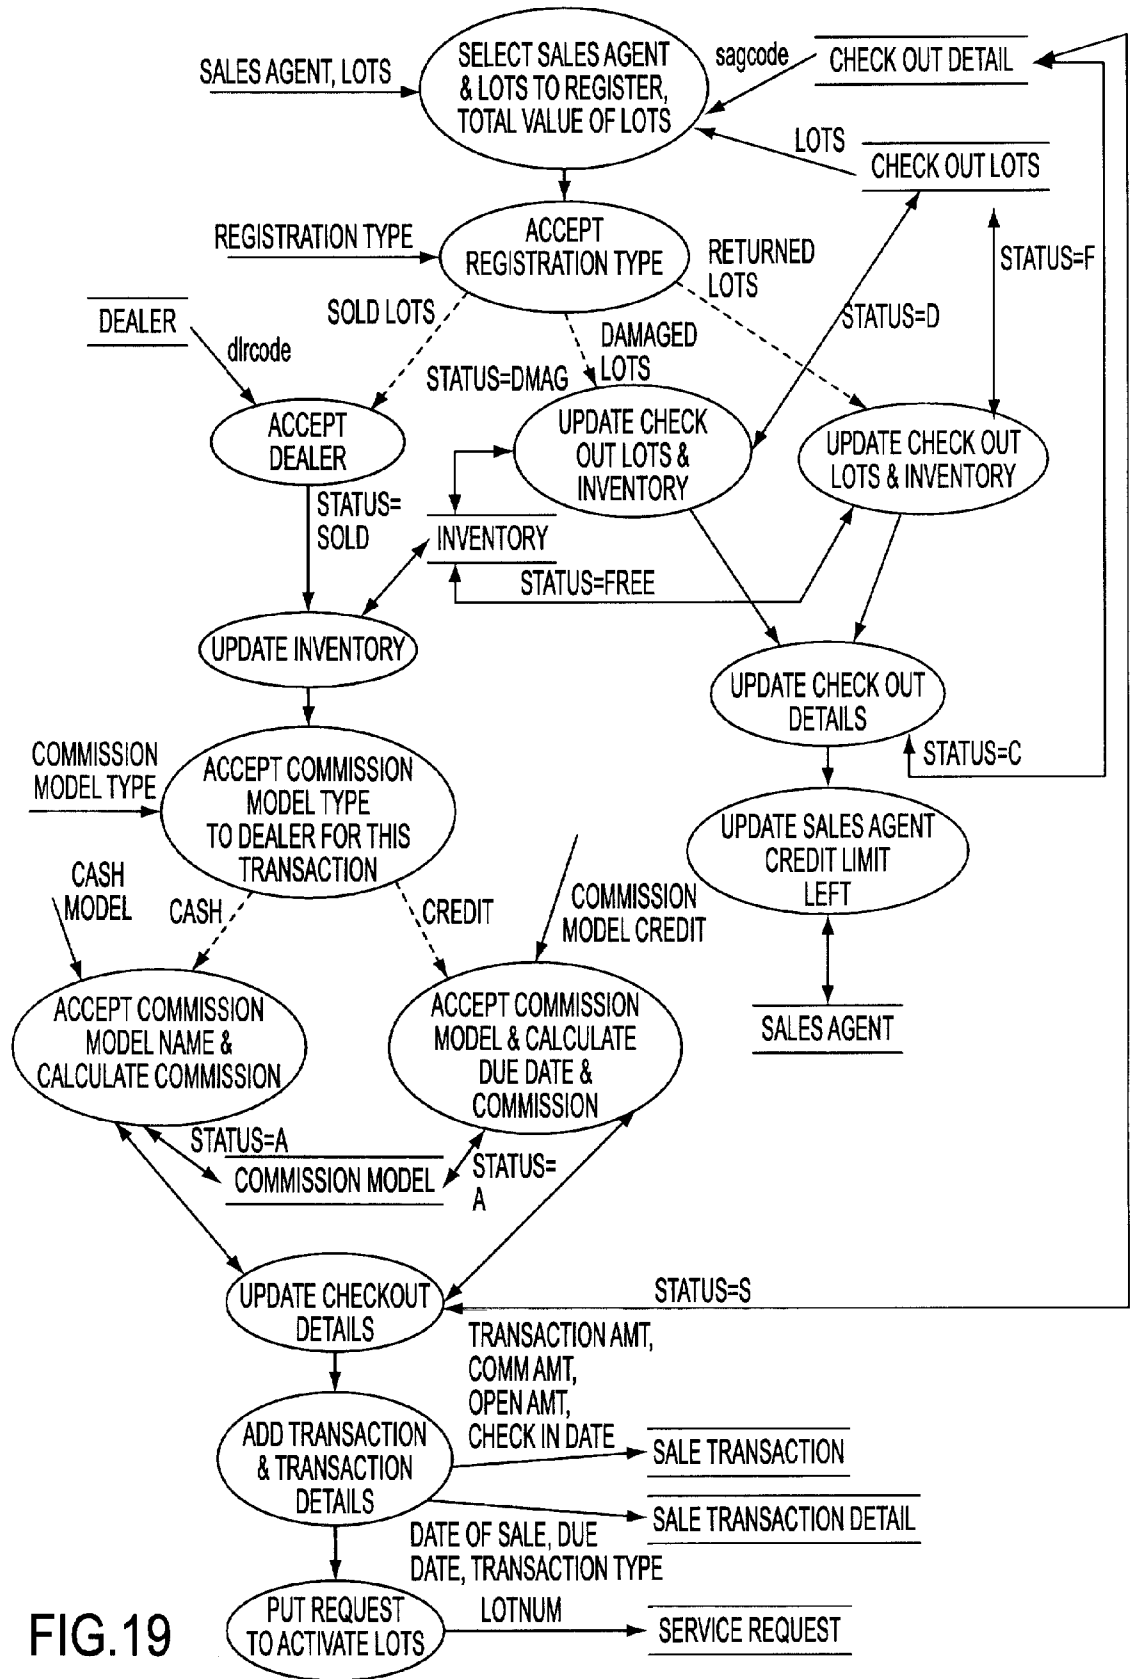 SELECT SALES AGENT
& LOTS TO REGISTER,
TOTAL VALUE OF LOTS
SALES AGENT, LOTS
sagcode
CHECK OUT DETAIL
LOTS
CHECK OUT LOTS
REGISTRATION TYPE
ACCEPT
REGISTRATION TYPE
RETURNED
LOTS
STATUS=F
SOLD LOTS
DEALER
dlrcode
DAMAGED
LOTS
STATUS=D
STATUS=DMAG
ACCEPT
DEALER
UPDATE CHECK
OUT LOTS &
INVENTORY
UPDATE CHECK OUT
LOTS & INVENTORY
STATUS=
SOLD
INVENTORY
STATUS=FREE
UPDATE INVENTORY
UPDATE CHECK OUT
DETAILS
STATUS=C
COMMISSION
MODEL TYPE
ACCEPT COMMISSION
MODEL TYPE
TO DEALER FOR THIS
TRANSACTION
UPDATE SALES AGENT
CREDIT LIMIT
LEFT
CASH
MODEL
CASH
CREDIT
COMMISSION
MODEL CREDIT
ACCEPT COMMISSION
MODEL NAME &
CALCULATE COMMISSION
ACCEPT COMMISSION
MODEL & CALCULATE
DUE DATE &
COMMISSION
SALES AGENT
STATUS=A
COMMISSION MODEL
STATUS=
A
UPDATE CHECKOUT
DETAILS
STATUS=S
TRANSACTION AMT,
COMM AMT,
OPEN AMT,
CHECK IN DATE
ADD TRANSACTION
& TRANSACTION
DETAILS
SALE TRANSACTION
SALE TRANSACTION DETAIL
DATE OF SALE, DUE
DATE, TRANSACTION TYPE
PUT REQUEST
TO ACTIVATE LOTS
LOTNUM
SERVICE REQUEST
FIG.19